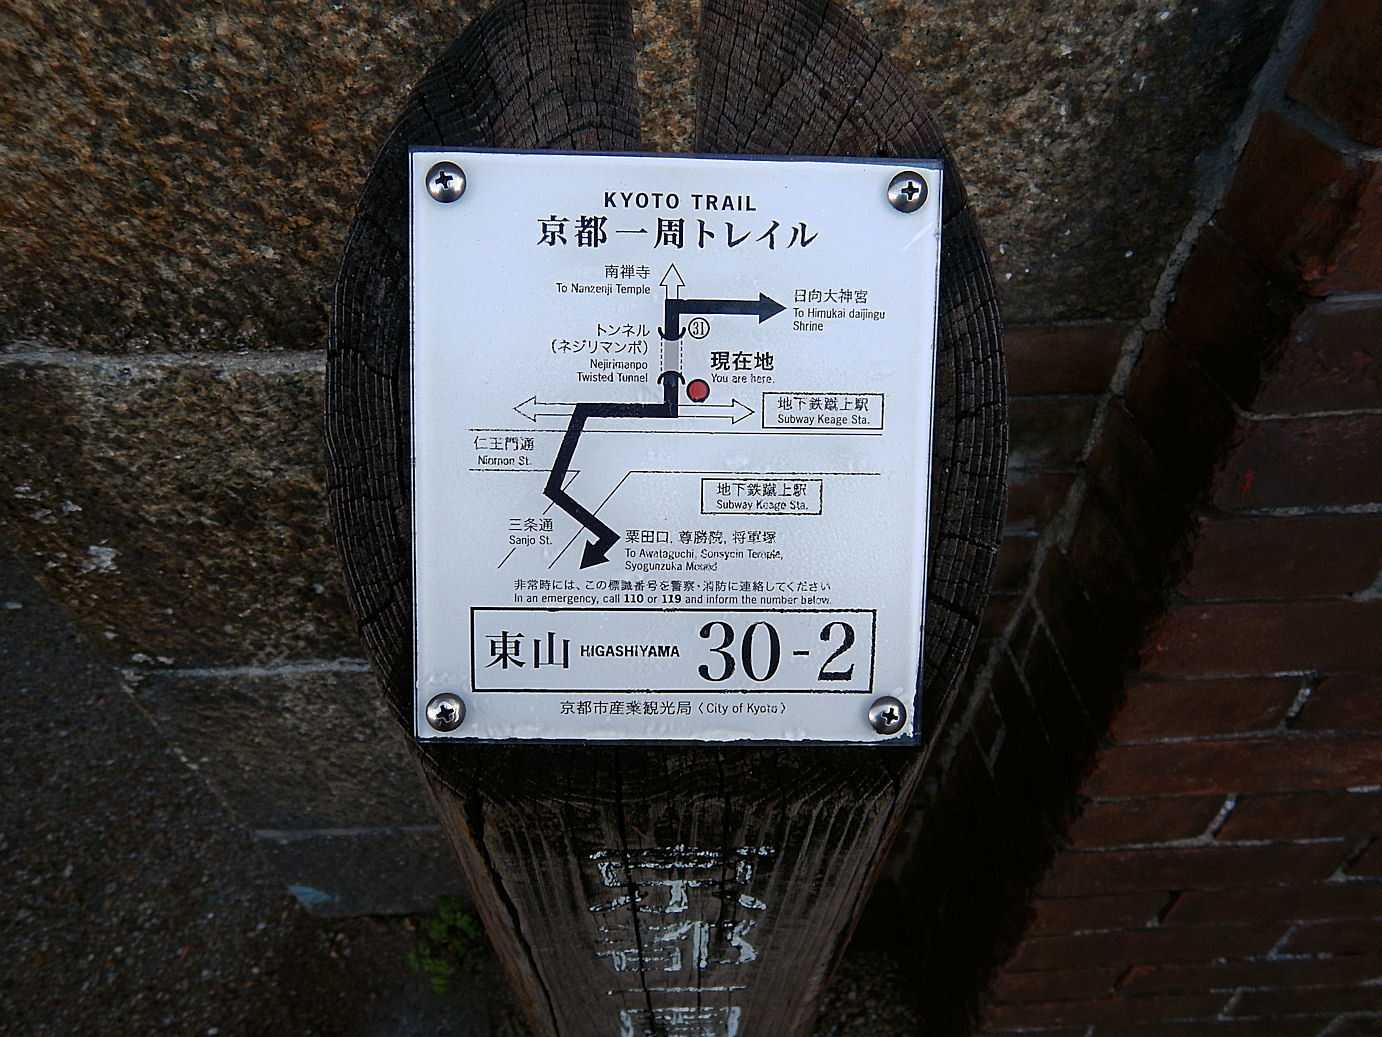 KYOTO TRAIL
京都一周トレイル
南禅寺
To Nanzenji Temple
日向大神宮
To Himukai daijingu
Shrine
31
トンネル
(ネジリマンポ)
Nejirimanpo
Twisted Tunnel
現在地
You are here.
地下鉄蹴上駅
Subway Keage Sta.
仁王門通
Niomon St.
地下鉄蹴上駅
Subway Keage Sta.
三条通
Sanjo St.
粟田口, 尊勝院, 将軍塚
To Awataguchi, Sonsyoin Temple,
Syogunzuka Mound
非常時には、この標識番号を警察・消防に連絡してください
In an emergency, call 110 or 119 and inform the number below.
東山 HIGASHIYAMA 30-2
京都市産業観光局〈City of Kyoto〉
京
都